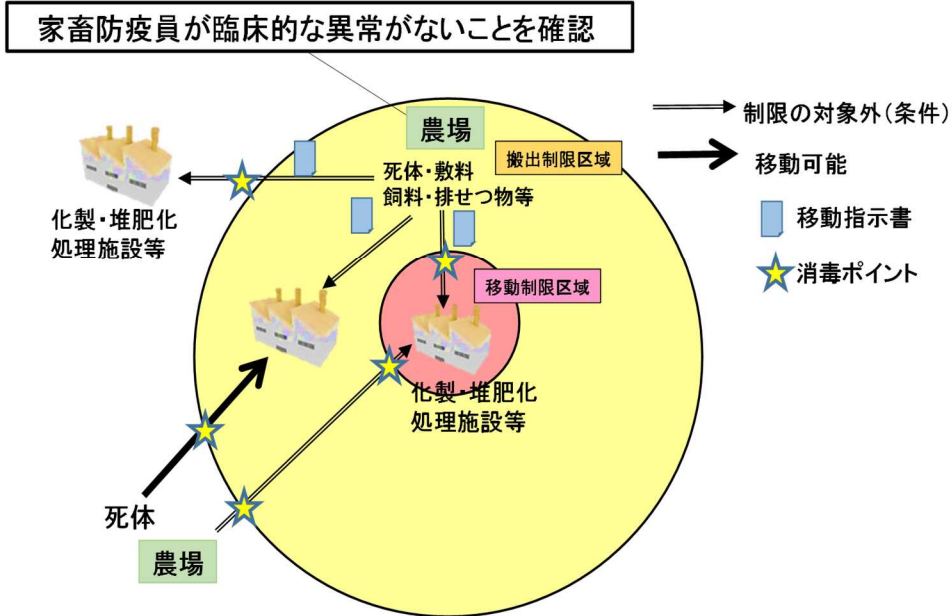 家畜防疫員が臨床的な異常がないことを確認
農場
搬出制限区域
制限の対象外（条件）
移動可能
移動指示書
消毒ポイント
死体・敷料
飼料・排せつ物等
化製・堆肥化
処理施設等
移動制限区域
化製・堆肥化
処理施設等
死体
農場